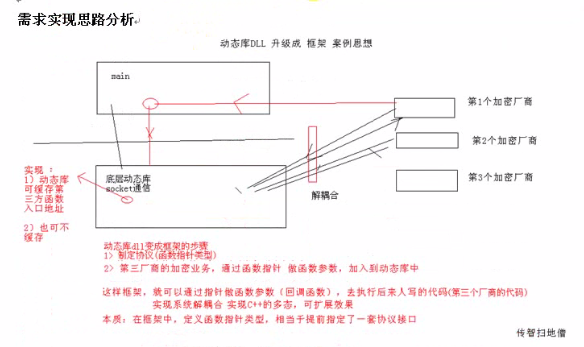 需求实现思路分析
动态库DLL 升级成 框架 案例思想
main
第1个加密厂商
第2个加密厂商
第3个加密厂商
实现：
1）动态库
可缓存第
三方函数
入口地址
2）也可不
缓存
底层动态库
socket通信
解耦合
动态库dll变成框架的步骤
1> 制定协议(函数指针类型)
2> 第三厂商的加密业务，通过函数指针 做函数参数，加入到动态库中
这样框架，就可以通过指针做函数参数（回调函数），去执行后来人写的代码(第三个厂商的代码)
实现系统解耦合 实现C++的多态，可扩展效果
本质：在框架中，定义函数指针类型，相当于提前指定了一套协议接口
传智扫地僧